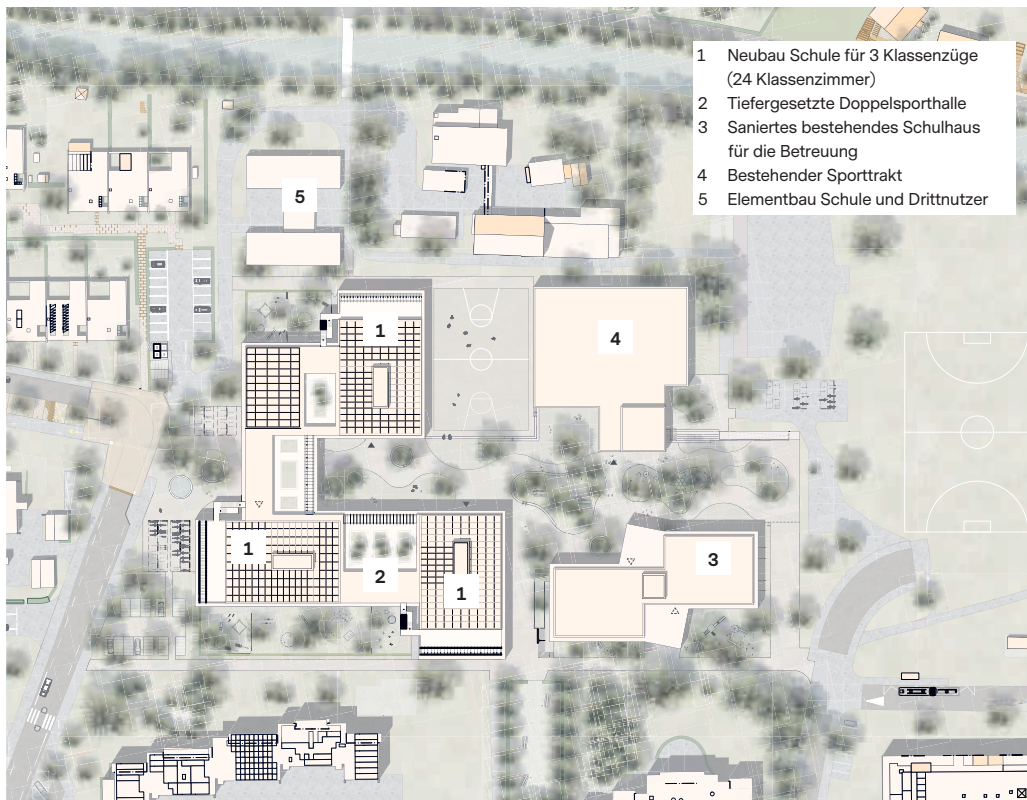 1 Neubau Schule für 3 Klassenzüge
(24 Klassenzimmer)
2 Tiefergesetzte Doppelsporthalle
3 Saniertes bestehendes Schulhaus
für die Betreuung
4 Bestehender Sporttrakt
5 Elementbau Schule und Drittnutzer
5
1
4
1
2
1
3